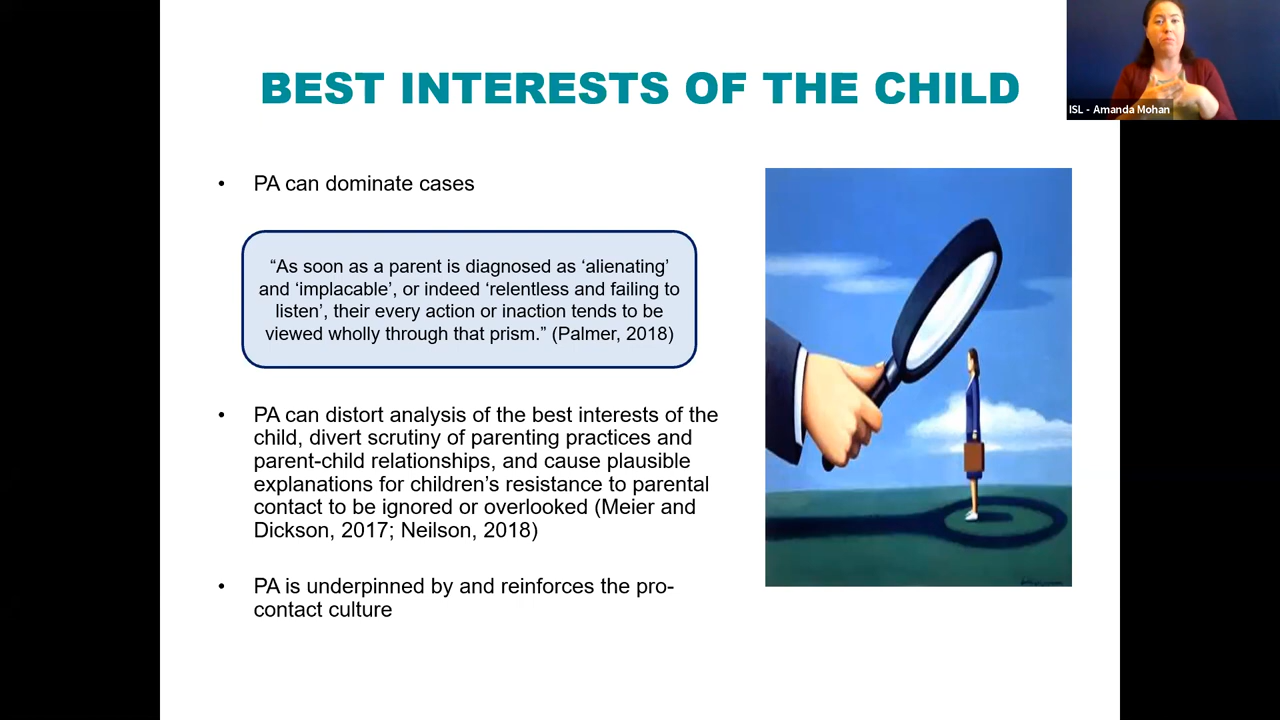 BEST INTERESTS OF THE CHILD
ISL - Amanda Mohan
• PA can dominate cases
“As soon as a parent is diagnosed as ‘alienating’
and ‘implacable’, or indeed ‘relentless and failing to
listen’, their every action or inaction tends to be
viewed wholly through that prism.” (Palmer, 2018)
• PA can distort analysis of the best interests of the
child, divert scrutiny of parenting practices and
parent-child relationships, and cause plausible
explanations for children’s resistance to parental
contact to be ignored or overlooked (Meier and
Dickson, 2017; Neilson, 2018)
• PA is underpinned by and reinforces the pro-
contact culture